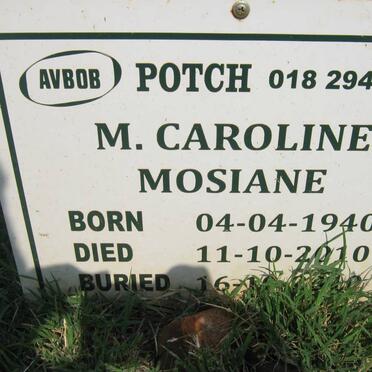 AVBOB POTCH 018 294
M. CAROLINE
MOSIANE
BORN 04-04-1940
DIED 11-10-2010
BURIED